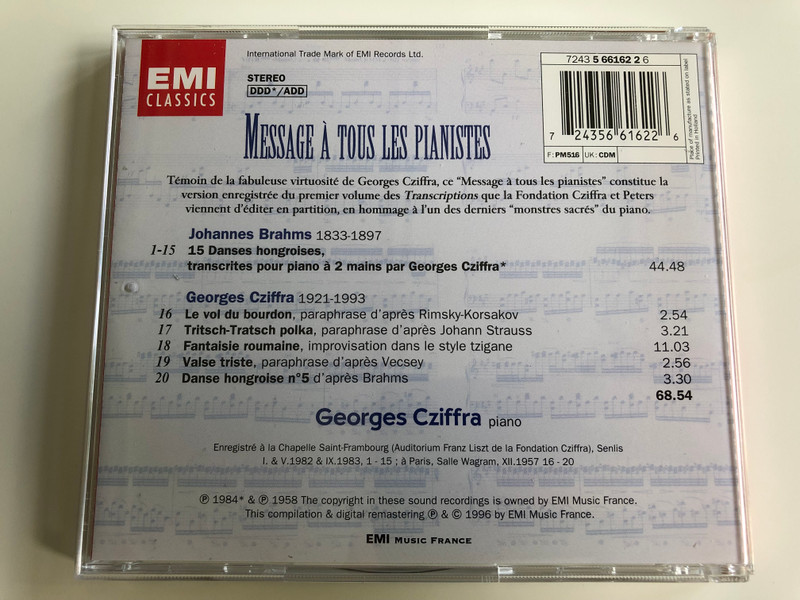 EMI
CLASSICS
International Trade Mark of EMI Records Ltd.
STEREO
DDD*/ADD
7243 5 66162 2 6
7 24356 61622 6
F: PM516 UK: CDM
Place of manufacture as stated on label
Printed in Holland
MESSAGE À TOUS LES PIANISTES
Témoin de la fabuleuse virtuosité de Georges Cziffra, ce “Message à tous les pianistes” constitue la
version enregistrée du premier volume des Transcriptions que la Fondation Cziffra et Peters
viennent d'éditer en partition, en hommage à l'un des derniers “monstres sacrés” du piano.
Johannes Brahms 1833-1897
1-15 15 Danses hongroises,
transcrites pour piano à 2 mains par Georges Cziffra* 44.48
Georges Cziffra 1921-1993
16 Le vol du bourdon, paraphrase d'après Rimsky-Korsakov 2.54
17 Tritsch-Tratsch polka, paraphrase d'après Johann Strauss 3.21
18 Fantaisie roumaine, improvisation dans le style tzigane 11.03
19 Valse triste, paraphrase d'après Vecsey 2.56
20 Danse hongroise n°5 d'après Brahms 3.30
68.54
Georges Cziffra piano
Enregistré à la Chapelle Saint-Frambourg (Auditorium Franz Liszt de la Fondation Cziffra), Senlis
I. & V.1982 & IX.1983, 1 - 15 ; à Paris, Salle Wagram, XII.1957 16 - 20
℗ 1984* & ℗ 1958 The copyright in these sound recordings is owned by EMI Music France.
This compilation & digital remastering ℗ & © 1996 by EMI Music France.
EMI MUSIC FRANCE